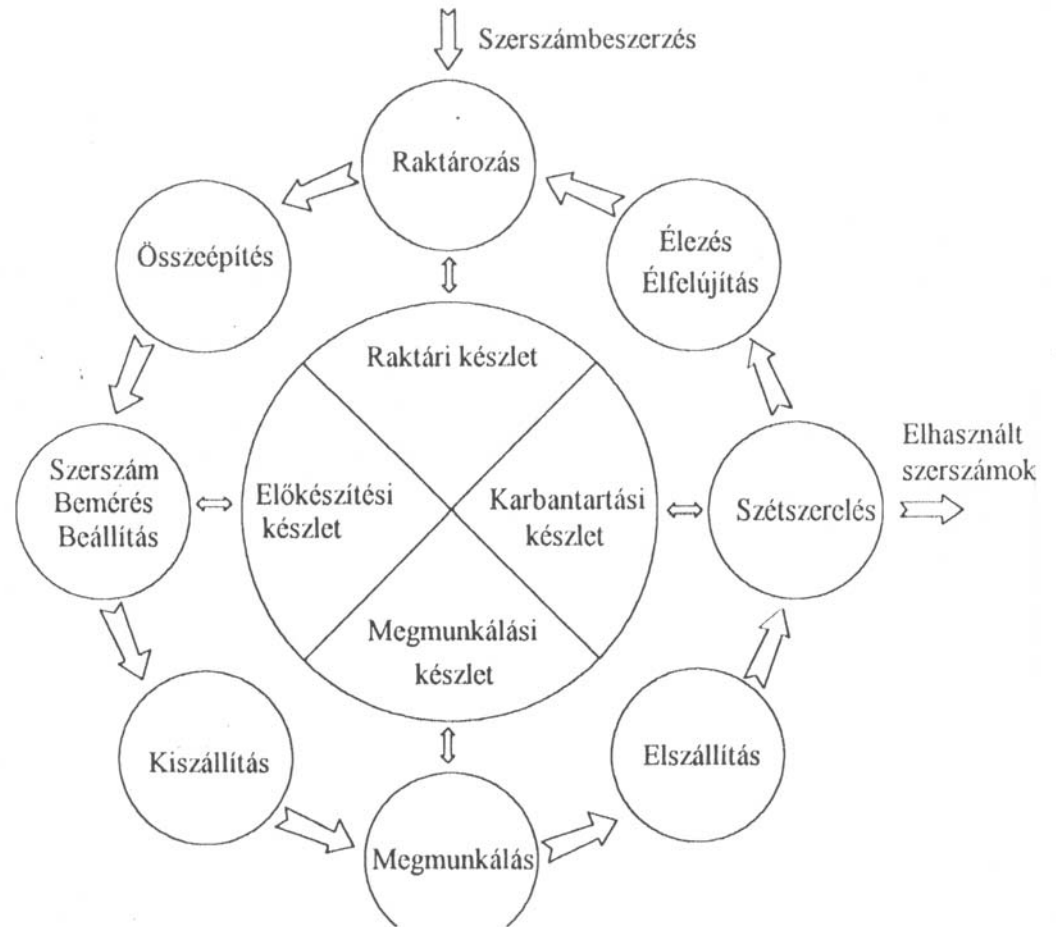 Szerszámbeszerzés
Raktározás
Összeépítés
Élezés
Élfelújítás
Raktári készlet
Elhasznált
szerszámok
Szerszám
Bemérés
Beállítás
Előkészítési
készlet
Karbantartási
készlet
Szétszerelés
Megmunkálási
készlet
Kiszállítás
Elszállítás
Megmunkálás